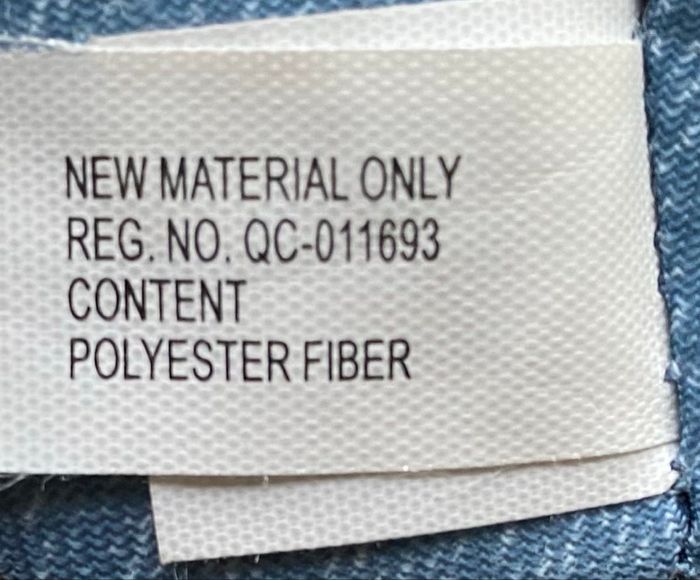 NEW MATERIAL ONLY
REG. NO. QC-011693
CONTENT
POLYESTER FIBER